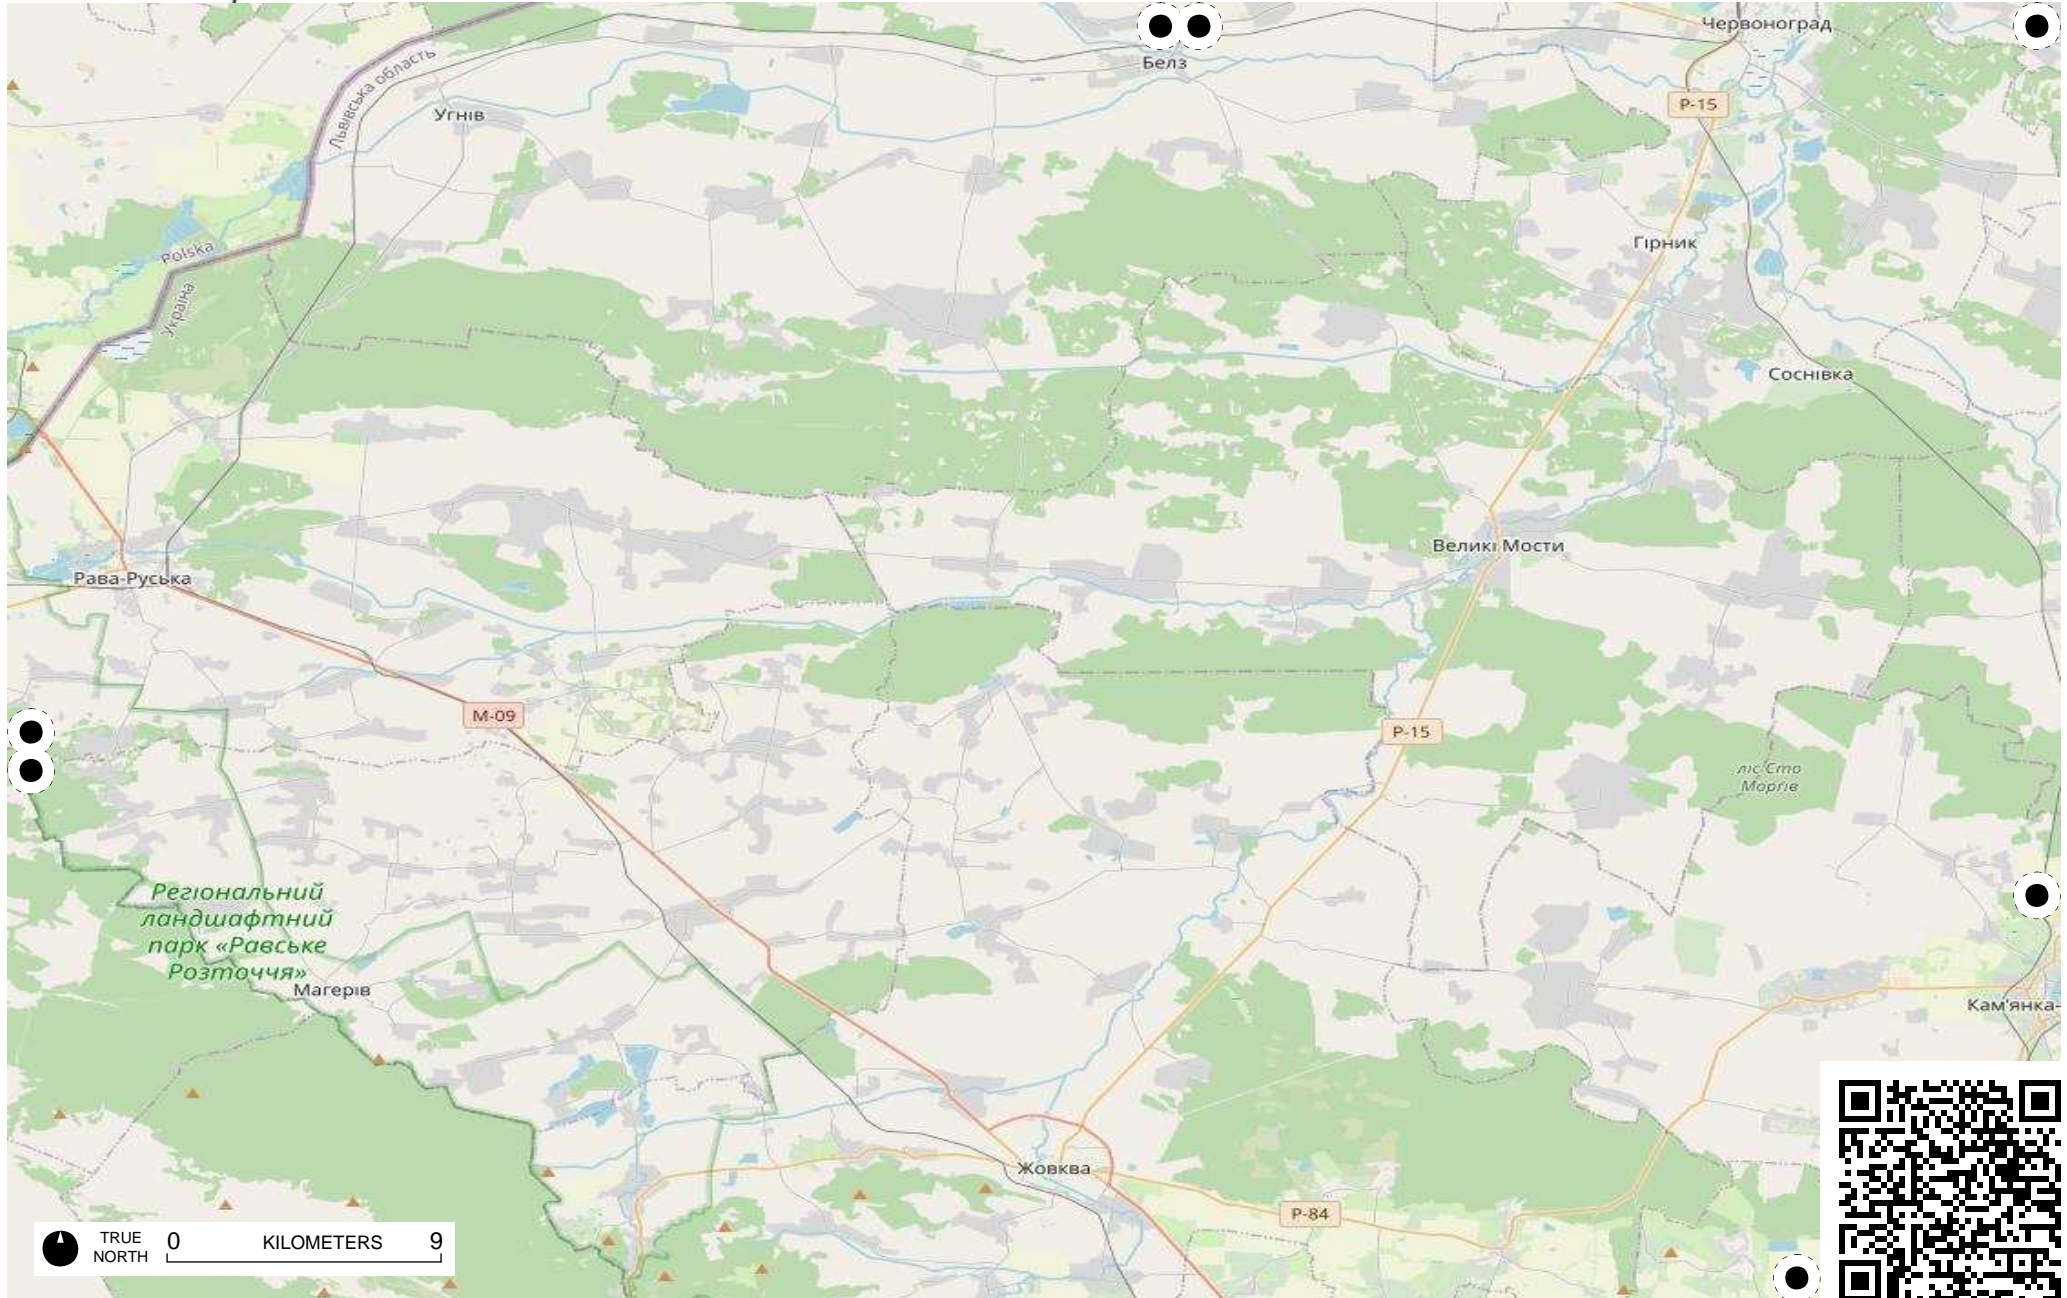 Червоноград
Белз
Львівська область
Р-15
Угнів
Гірник
Polska
Україна
Соснівка
Великі Мости
Рава-Руська
М-09
Р-15
ліс Сто
Моргів
Регіональний
ландшафтний
парк «Равське
Розточчя»
Магерів
Кам'янка-
Жовква
Р-84
TRUE
NORTH
0 KILOMETERS 9